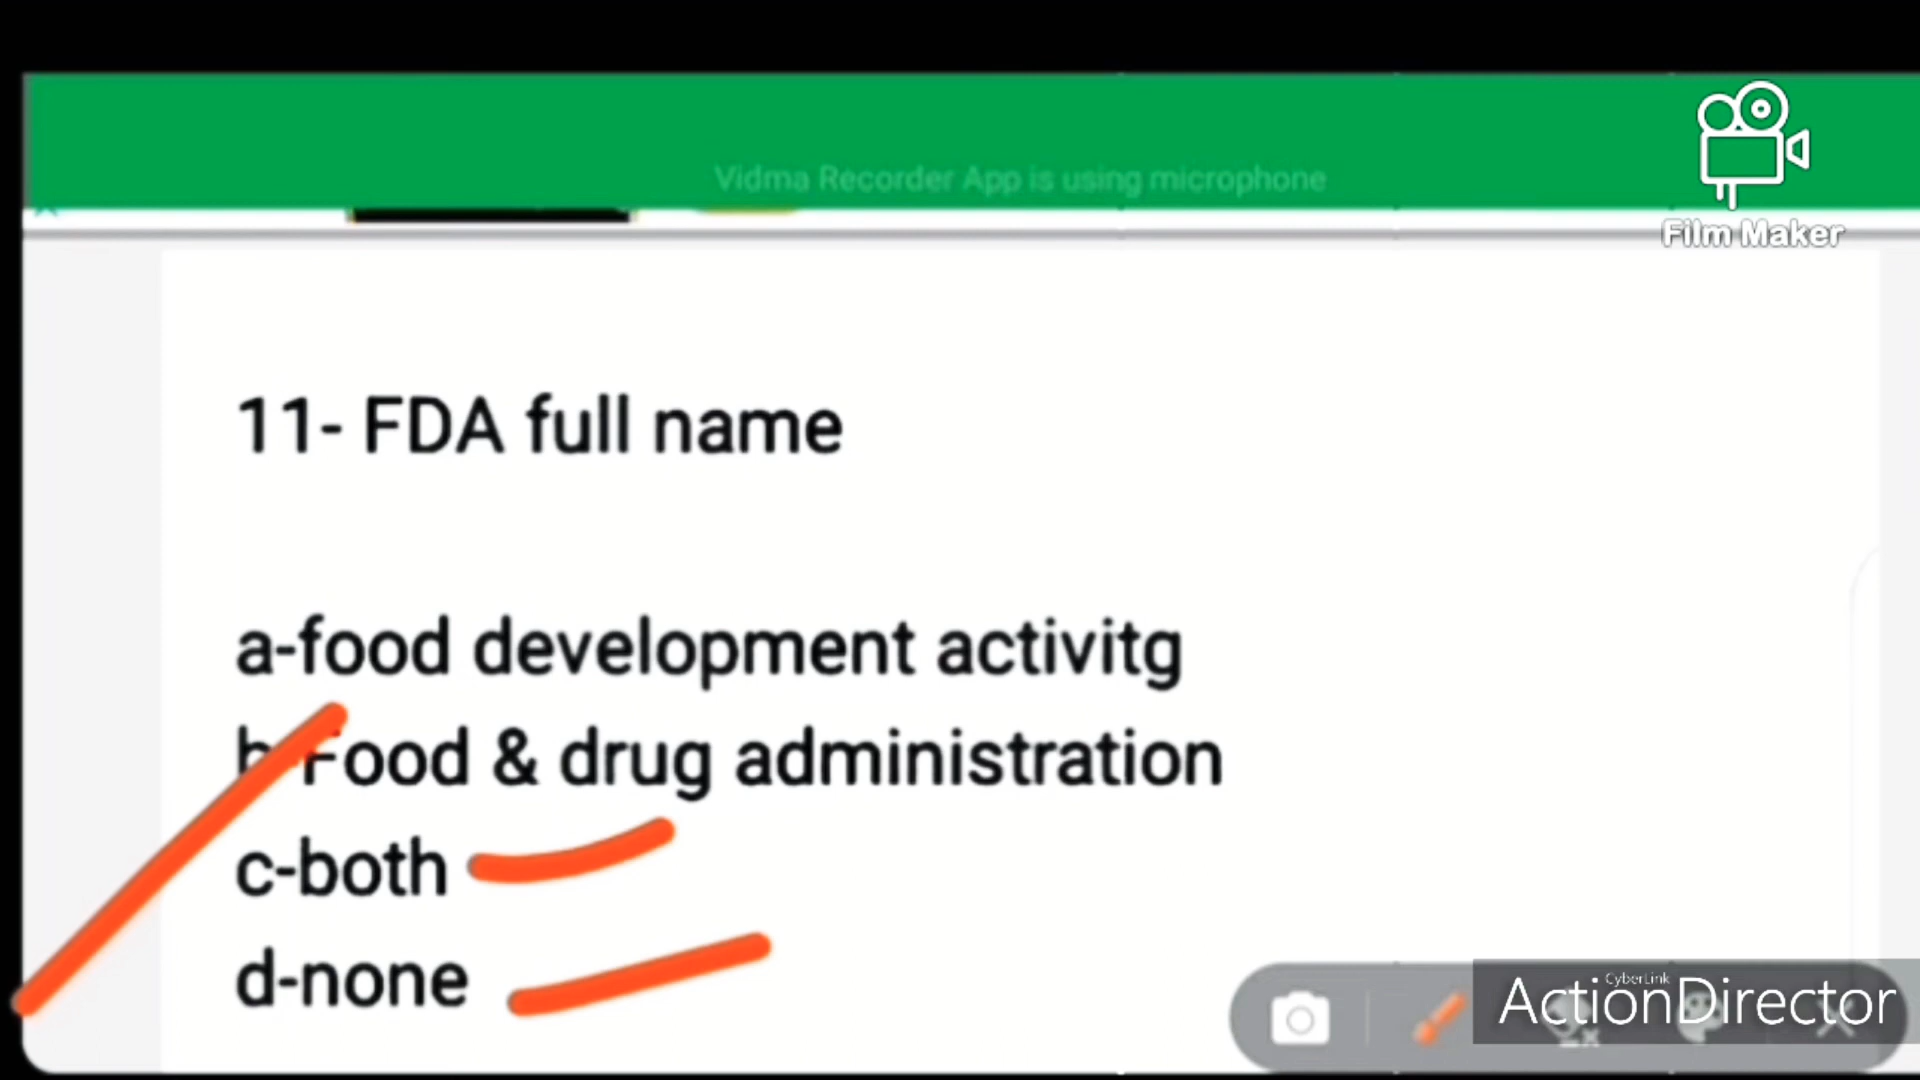 Vidma Recorder App is using microphone
Film Maker
11- FDA full name
a-food development activitg
b-Food & drug administration
c-both
d-none
CyberLink
ActionDirector